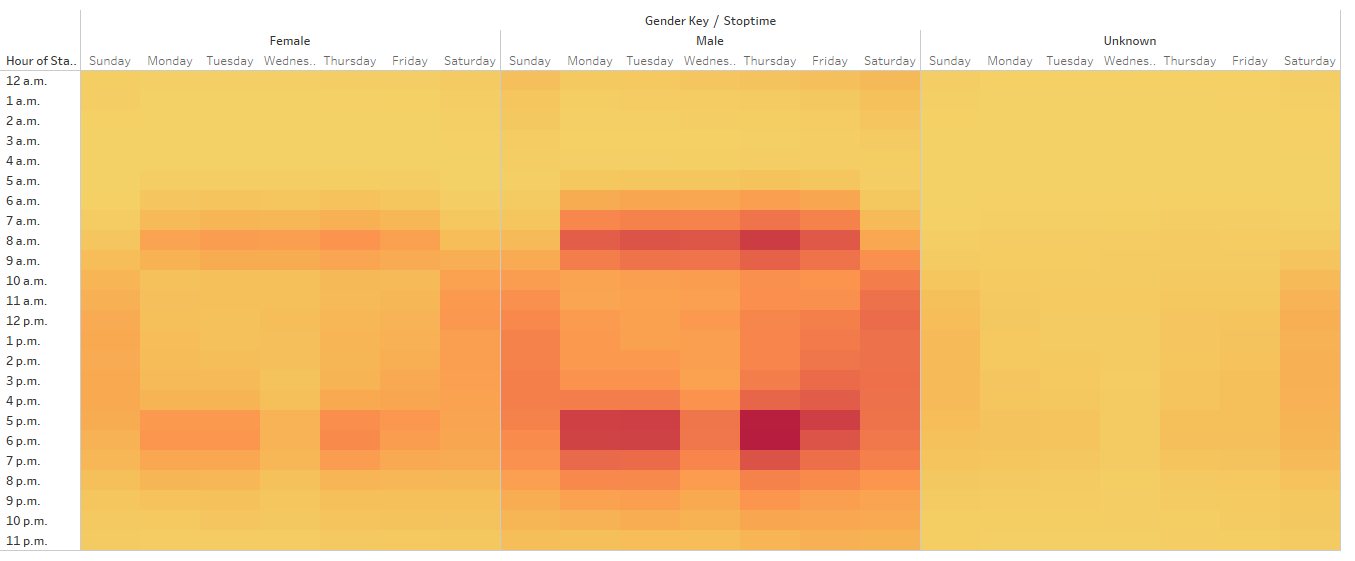 Gender Key / Stoptime
Female Male Unknown
Hour of Sta.. Sunday Monday Tuesday Wednes.. Thursday Friday Saturday Sunday Monday Tuesday Wednes.. Thursday Friday Saturday Sunday Monday Tuesday Wednes.. Thursday Friday Saturday
12 a.m.
1 a.m.
2 a.m.
3 a.m.
4 a.m.
5 a.m.
6 a.m.
7 a.m.
8 a.m.
9 a.m.
10 a.m.
11 a.m.
12 p.m.
1 p.m.
2 p.m.
3 p.m.
4 p.m.
5 p.m.
6 p.m.
7 p.m.
8 p.m.
9 p.m.
10 p.m.
11 p.m.